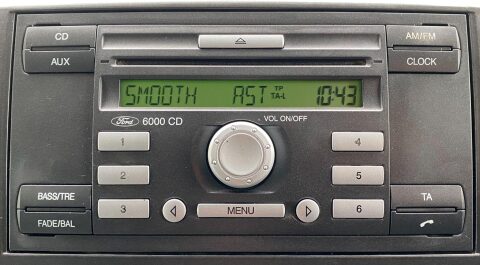 CD
AM/FM
AUX
CLOCK
SMOOTH AST TP TA-L 10:43
Ford 6000 CD
VOL ON/OFF
1
4
2
5
BASS/TRE
TA
3
MENU
6
FADE/BAL